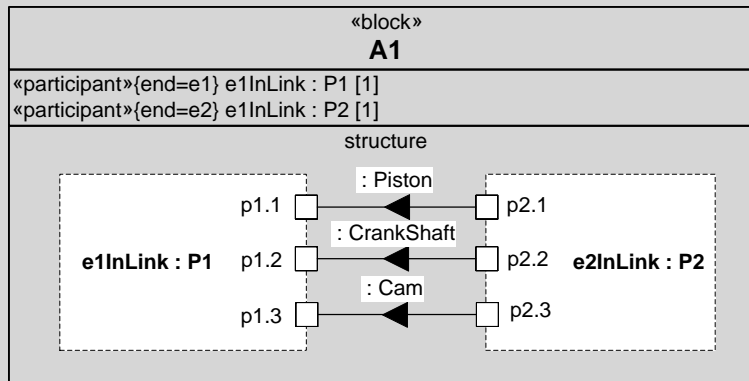 «block»
A1
«participant»{end=e1} e1InLink : P1 [1]
«participant»{end=e2} e1InLink : P2 [1]
structure
: Piston
p1.1
p2.1
: CrankShaft
e1InLink : P1
p1.2
p2.2
e2InLink : P2
: Cam
p1.3
p2.3